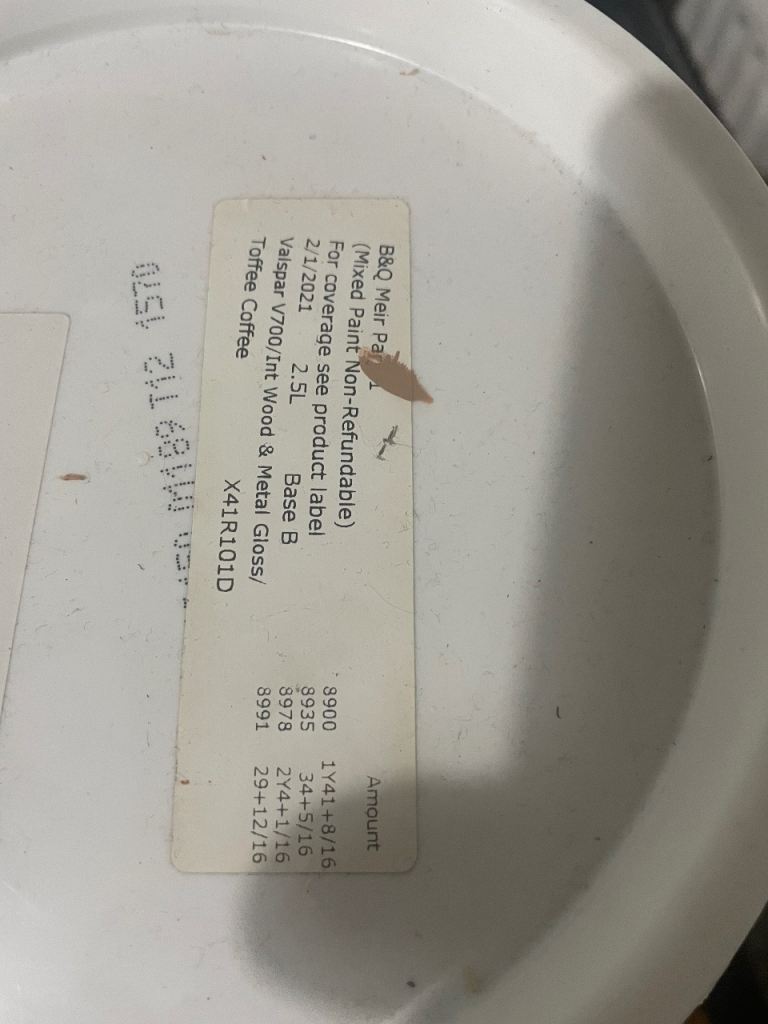 B&Q Meir
(Mixed Paint Non-Refundable)
For coverage see product label
2/1/2021 2.5L Base B
Valspar V700/Int Wood & Metal Gloss/
Toffee Coffee
X41R101D
Amount
8900 1Y41+8/16
8935 34+5/16
8978 2Y4+1/16
8991 29+12/16